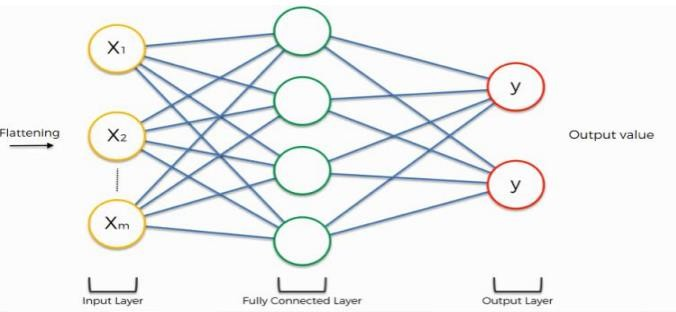 X1
Flattening
X2
Xm
y
y
Output value
Input Layer
Fully Connected Layer
Output Layer